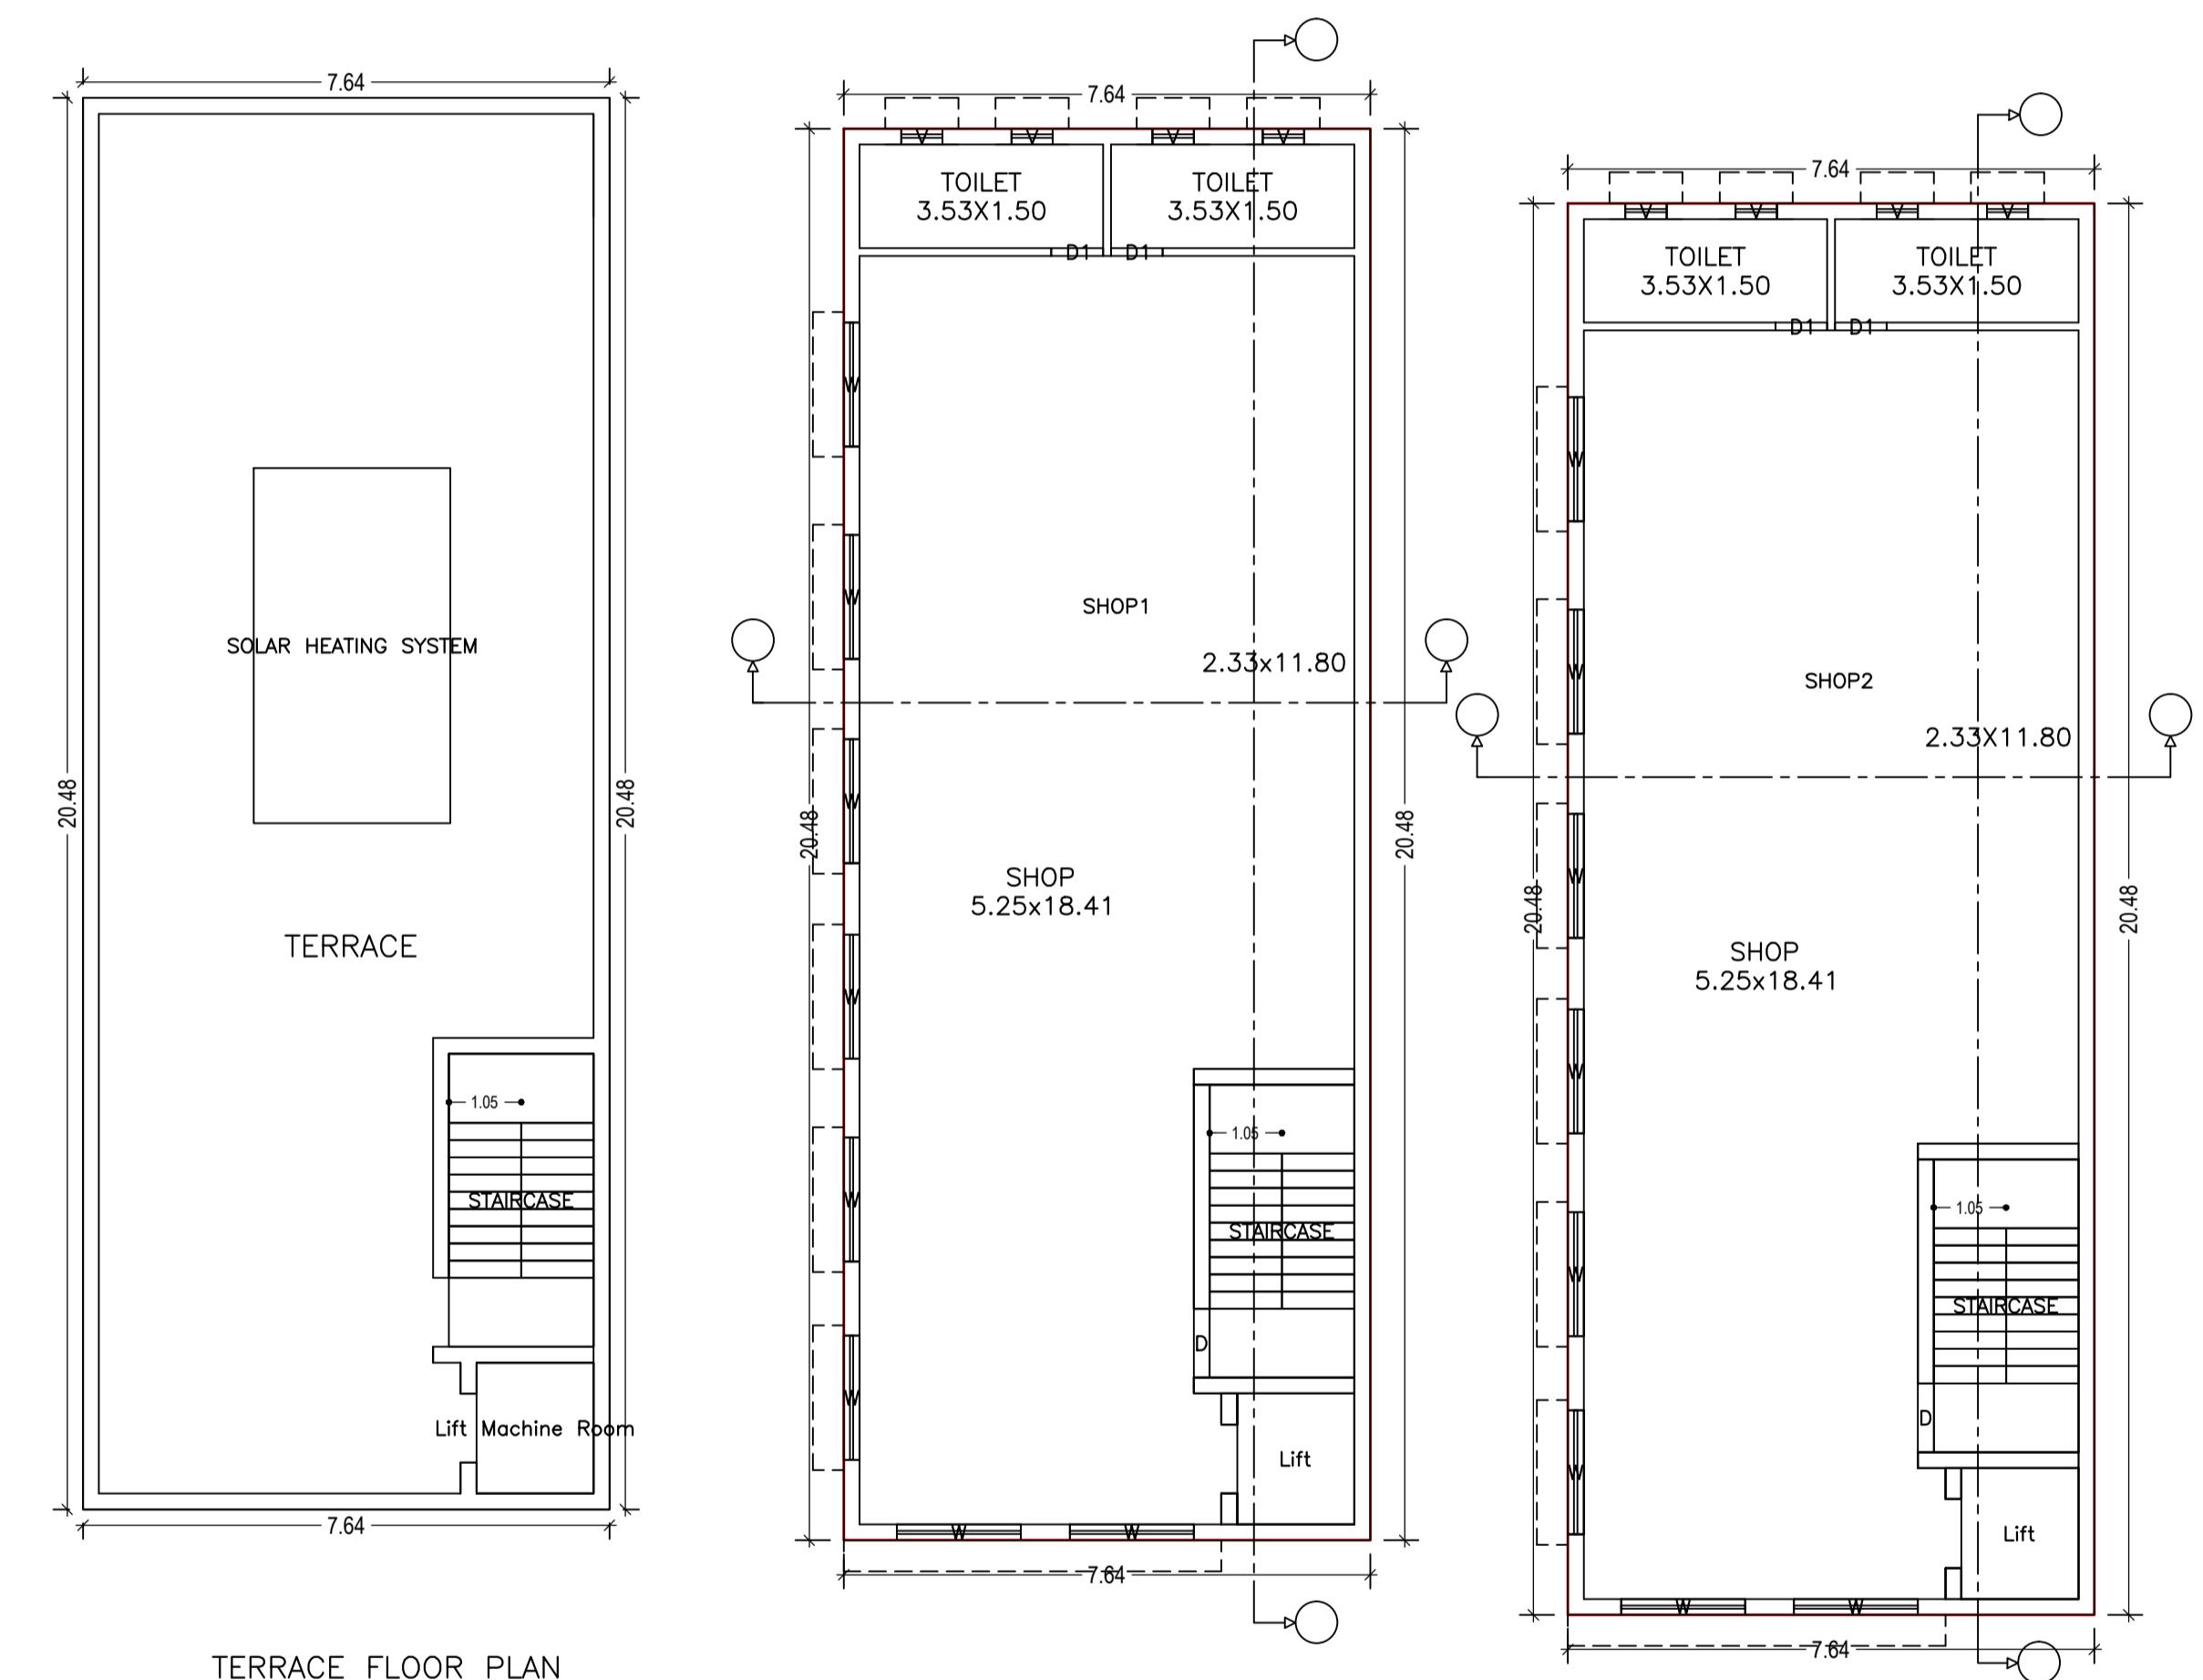 7.64
20.48
20.48
SOLAR HEATING SYSTEM
TERRACE
1.05
STAIRCASE
Lift Machine Room
7.64
TERRACE FLOOR PLAN
7.64
V
V
V
V
TOILET
3.53X1.50
TOILET
3.53X1.50
D1
D1
W
W
SHOP1
2.33x11.80
W
20.48
20.48
SHOP
5.25x18.41
W
1.05
W
STAIRCASE
D
W
Lift
W
W
7.64
7.64
V
V
V
V
TOILET
3.53X1.50
TOILET
3.53X1.50
D1
D1
W
W
SHOP2
2.33X11.80
W
20.48
20.48
SHOP
5.25x18.41
W
1.05
W
STAIRCASE
D
W
Lift
W
W
7.64